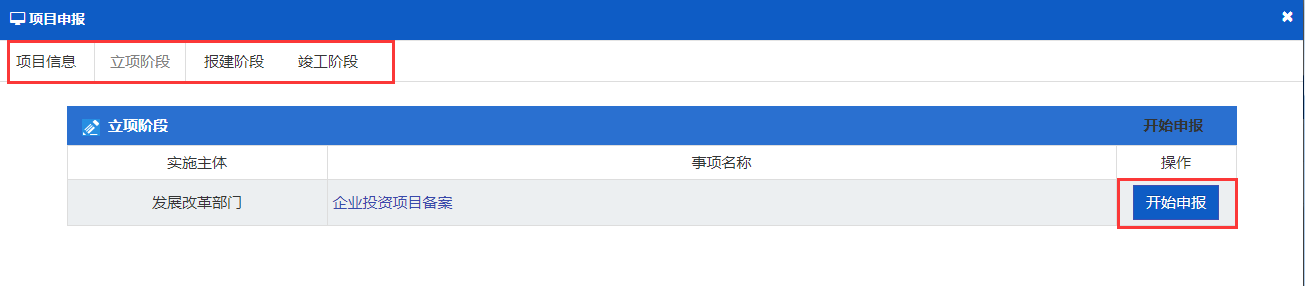 项目申报
项目信息 立项阶段 报建阶段 竣工阶段
立项阶段 开始申报
实施主体 事项名称 操作
发展改革部门 企业投资项目备案 开始申报